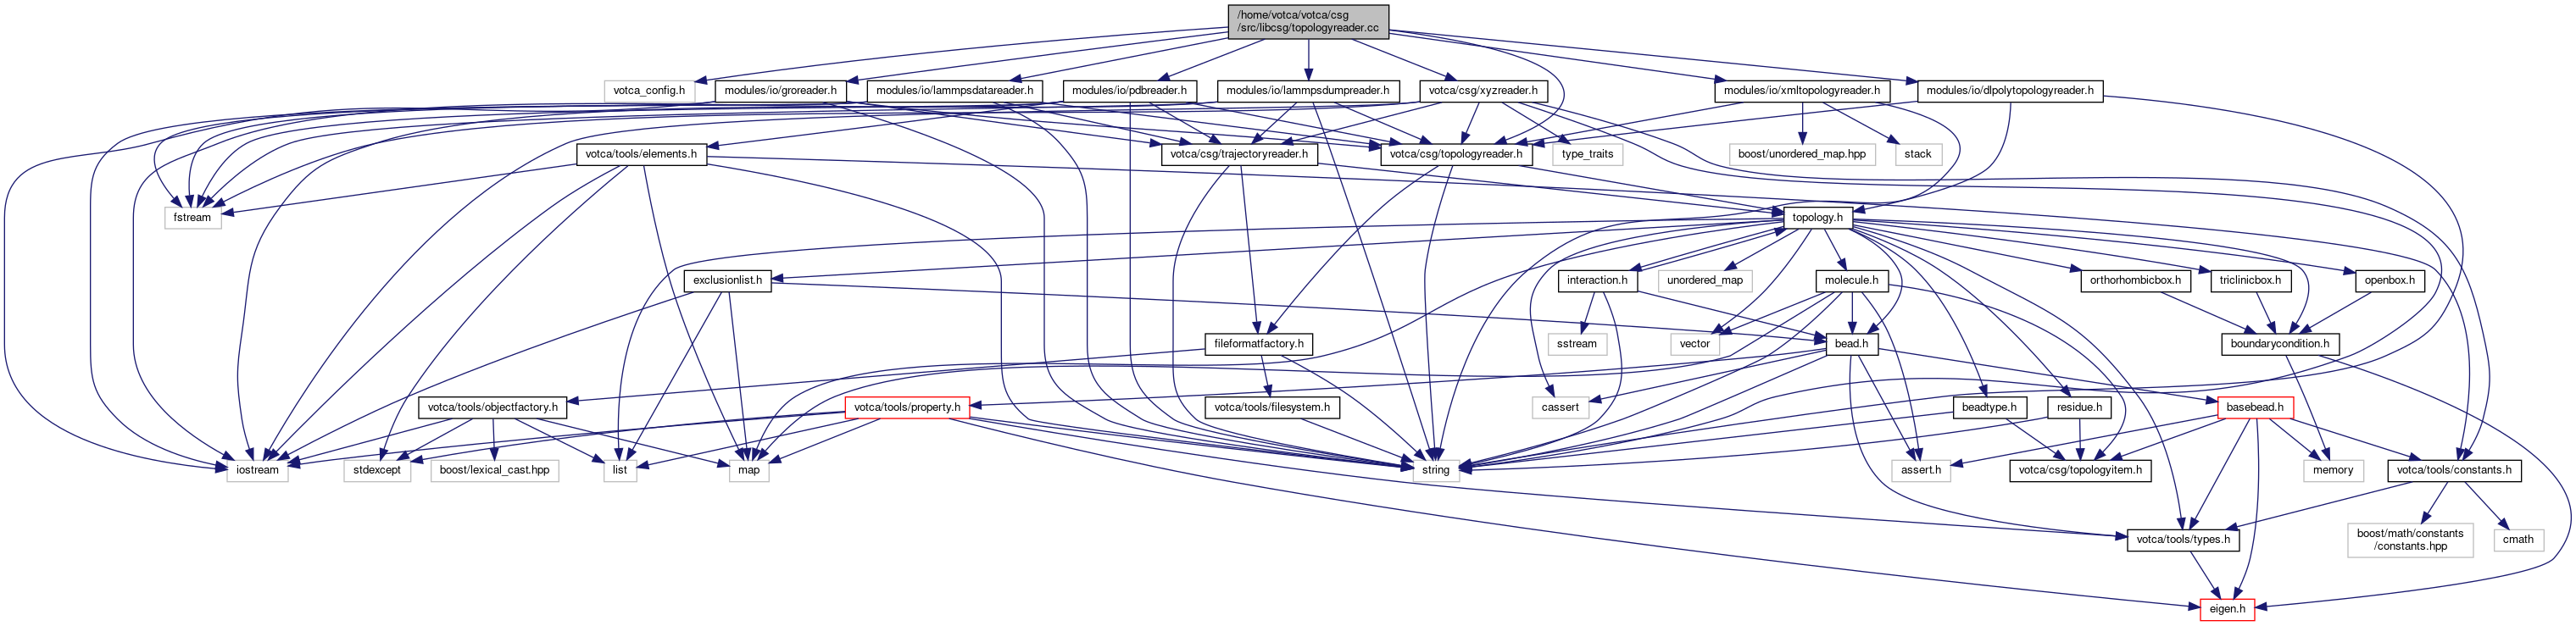 /home/votca/votca/csg
/src/libcsg/topologyreader.cc
votca_config.h
modules/io/groreader.h
modules/io/lammpsdatareader.h
modules/io/pdbreader.h
modules/io/lammpsdumpreader.h
votca/csg/xyzreader.h
modules/io/xmltopologyreader.h
modules/io/dlpolytopologyreader.h
votca/tools/elements.h
votca/csg/trajectoryreader.h
votca/csg/topologyreader.h
type_traits
boost/unordered_map.hpp
stack
fstream
topology.h
exclusionlist.h
interaction.h
unordered_map
molecule.h
orthorhombicbox.h
triclinicbox.h
openbox.h
fileformatfactory.h
sstream
vector
bead.h
boundarycondition.h
votca/tools/objectfactory.h
votca/tools/property.h
votca/tools/filesystem.h
cassert
beadtype.h
residue.h
basebead.h
iostream
stdexcept
boost/lexical_cast.hpp
list
map
string
assert.h
votca/csg/topologyitem.h
memory
votca/tools/constants.h
votca/tools/types.h
boost/math/constants
/constants.hpp
cmath
eigen.h